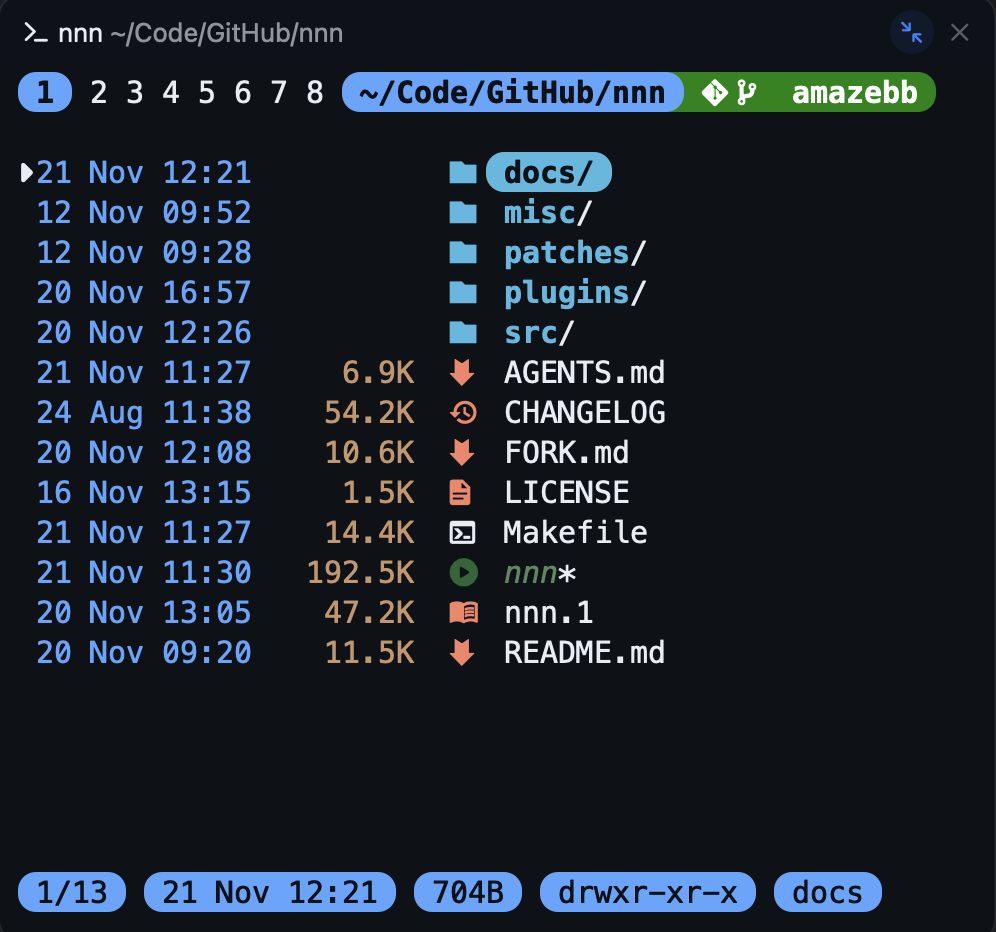 nnn ~/Code/GitHub/nnn
1 2 3 4 5 6 7 8 ~/Code/GitHub/nnn amazebb
21 Nov 12:21 docs/
12 Nov 09:52 misc/
12 Nov 09:28 patches/
20 Nov 16:57 plugins/
20 Nov 12:26 src/
21 Nov 11:27 6.9K AGENTS.md
24 Aug 11:38 54.2K CHANGELOG
20 Nov 12:08 10.6K FORK.md
16 Nov 13:15 1.5K LICENSE
21 Nov 11:27 14.4K Makefile
21 Nov 11:30 192.5K nnn*
20 Nov 13:05 47.2K nnn.1
20 Nov 09:20 11.5K README.md
1/13 21 Nov 12:21 704B drwxr-xr-x docs